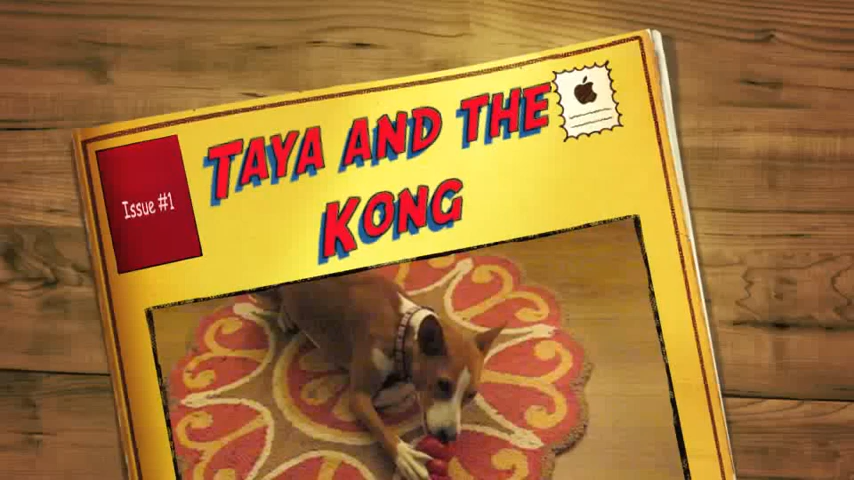 Issue #1
TAYA AND THE
KONG